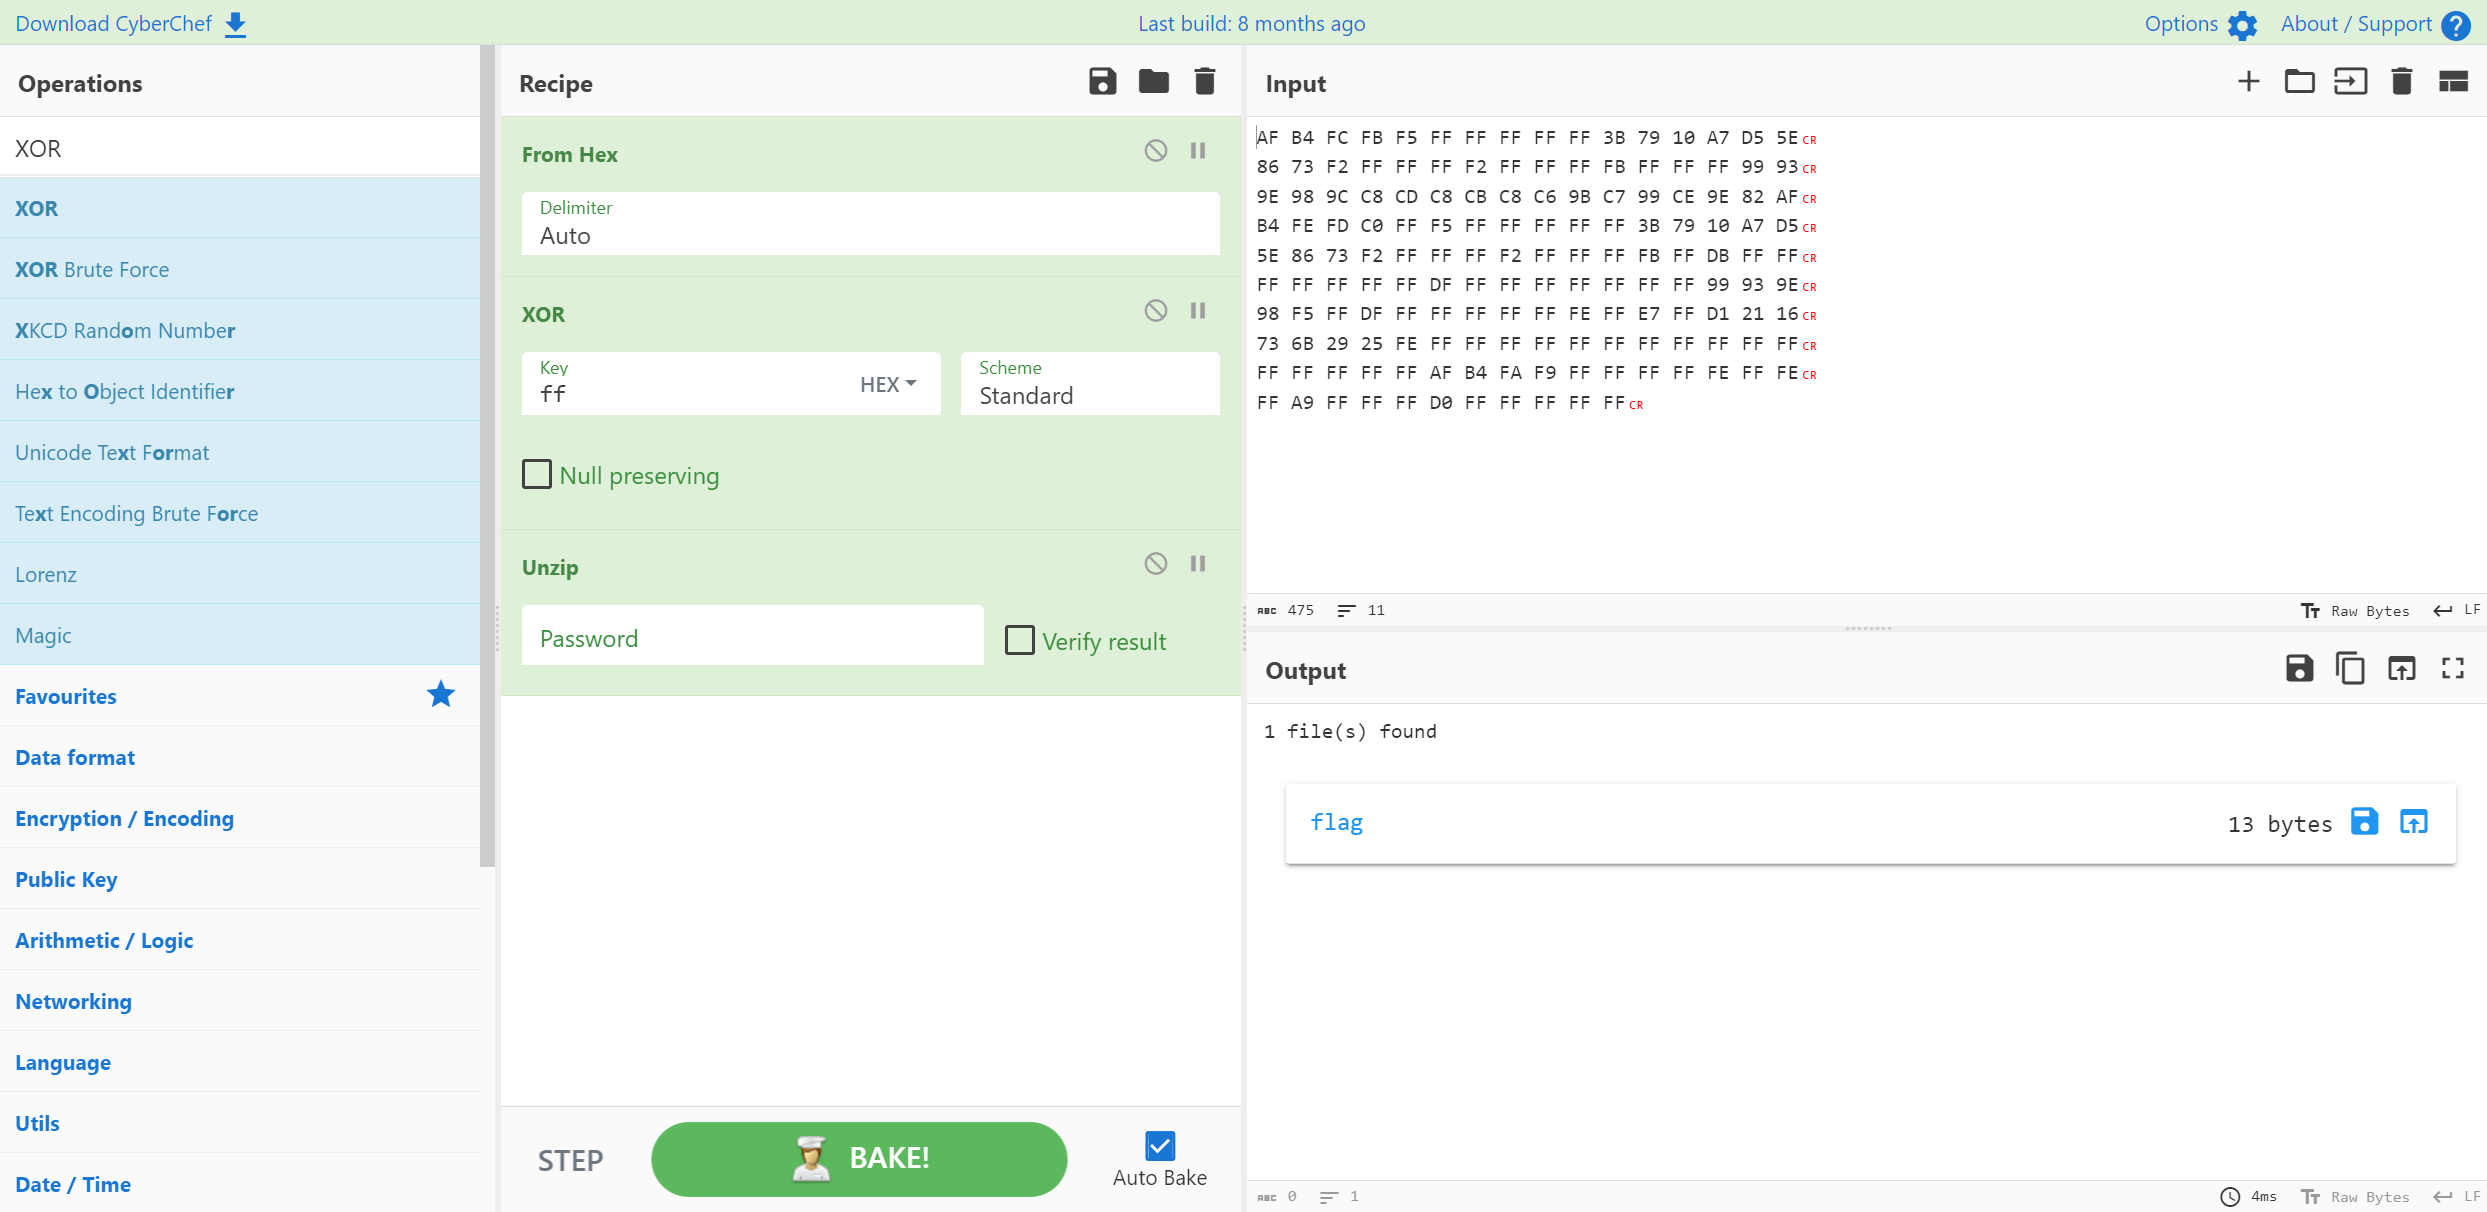 Download CyberChef
Last build: 8 months ago
Options
About / Support
Operations
XOR
XOR
XOR Brute Force
XKCD Random Number
Hex to Object Identifier
Unicode Text Format
Text Encoding Brute Force
Lorenz
Magic
Favourites
Data format
Encryption / Encoding
Public Key
Arithmetic / Logic
Networking
Language
Utils
Date / Time
Recipe
From Hex
Delimiter
Auto
XOR
Key
ff
HEX
Scheme
Standard
Null preserving
Unzip
Password
Verify result
STEP
BAKE!
Auto Bake
Input
AF B4 FC FB F5 FF FF FF FF FF 3B 79 10 A7 D5 5E CR
86 73 F2 FF FF FF F2 FF FF FF FB FF FF FF 99 93 CR
9E 98 9C C8 CD C8 CB C8 C6 9B C7 99 CE 9E 82 AF CR
B4 FE FD C0 FF F5 FF FF FF FF FF 3B 79 10 A7 D5 CR
5E 86 73 F2 FF FF FF F2 FF FF FF FB FF DB FF FF CR
FF FF FF FF FF DF FF FF FF FF FF FF FF 99 93 9E CR
98 F5 FF DF FF FF FF FF FF FE FF E7 FF D1 21 16 CR
73 6B 29 25 FE FF FF FF FF FF FF FF FF FF FF FF CR
FF FF FF FF FF AF B4 FA F9 FF FF FF FF FE FF FE CR
FF A9 FF FF FF D0 FF FF FF FF FF CR
ABC 475
11
Tт Raw Bytes
LF
Output
1 file(s) found
flag
13 bytes
ABC 0
1
4ms
Tт Raw Bytes
LF